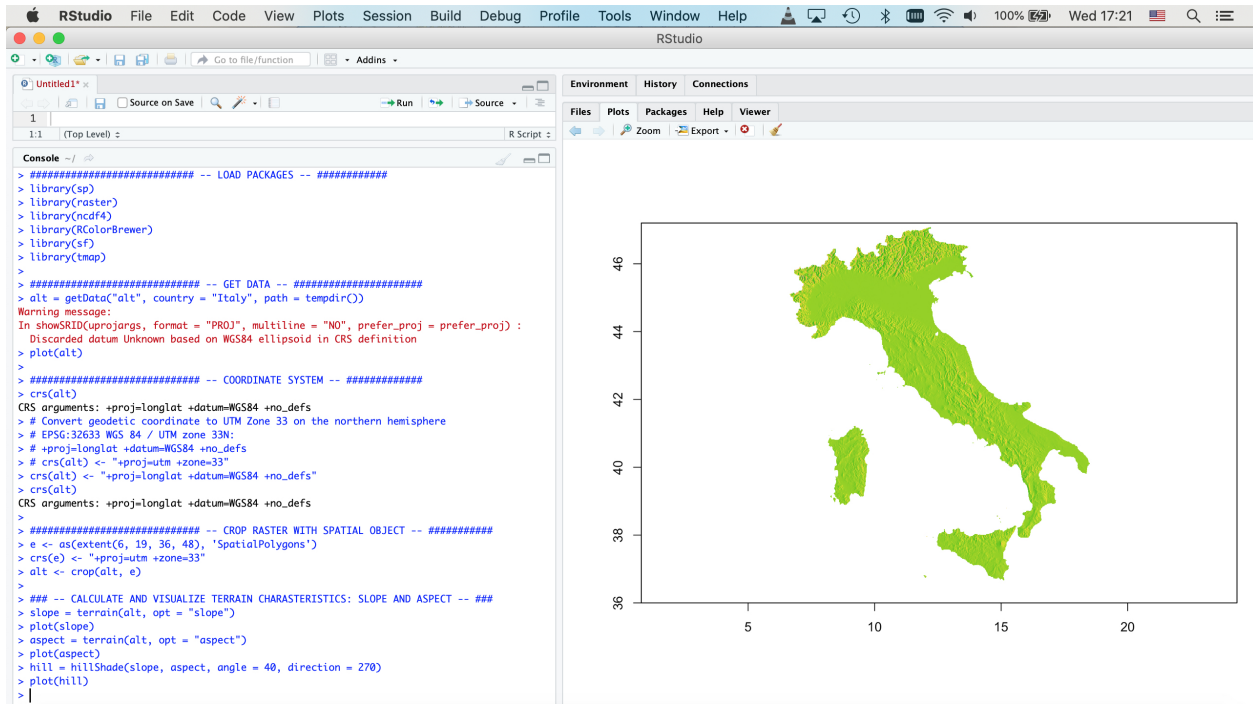 RStudio File Edit Code View Plots Session Build Debug Profile Tools Window Help 100% Wed 17:21
RStudio
Go to file/function Addins
Untitled1*
Source on Save Run Source
1
1:1 (Top Level) R Script
Console ~/
> ############################ -- LOAD PACKAGES -- ############
> library(sp)
> library(raster)
> library(ncdf4)
> library(RColorBrewer)
> library(sf)
> library(tmap)
>
> ############################# -- GET DATA -- ######################
> alt = getData("alt", country = "Italy", path = tempdir())
Warning message:
In showSRID(uprojargs, format = "PROJ", multiline = "NO", prefer_proj = prefer_proj) :
Discarded datum Unknown based on WGS84 ellipsoid in CRS definition
> plot(alt)
>
> ############################# -- COORDINATE SYSTEM -- #############
> crs(alt)
CRS arguments: +proj=longlat +datum=WGS84 +no_defs
> # Convert geodetic coordinate to UTM Zone 33 on the northern hemisphere
> # EPSG:32633 WGS 84 / UTM zone 33N:
> # +proj=longlat +datum=WGS84 +no_defs
> # crs(alt) <- "+proj=utm +zone=33"
> crs(alt) <- "+proj=longlat +datum=WGS84 +no_defs"
> crs(alt)
CRS arguments: +proj=longlat +datum=WGS84 +no_defs
>
> ############################# -- CROP RASTER WITH SPATIAL OBJECT -- ###########
> e <- as(extent(6, 19, 36, 48), 'SpatialPolygons')
> crs(e) <- "+proj=utm +zone=33"
> alt <- crop(alt, e)
>
> ### -- CALCULATE AND VISUALIZE TERRAIN CHARASTERISTICS: SLOPE AND ASPECT -- ###
> slope = terrain(alt, opt = "slope")
> plot(slope)
> aspect = terrain(alt, opt = "aspect")
> plot(aspect)
> hill = hillShade(slope, aspect, angle = 40, direction = 270)
> plot(hill)
>
Environment History Connections
Files Plots Packages Help Viewer
Zoom Export
46
44
42
40
38
36
5 10 15 20